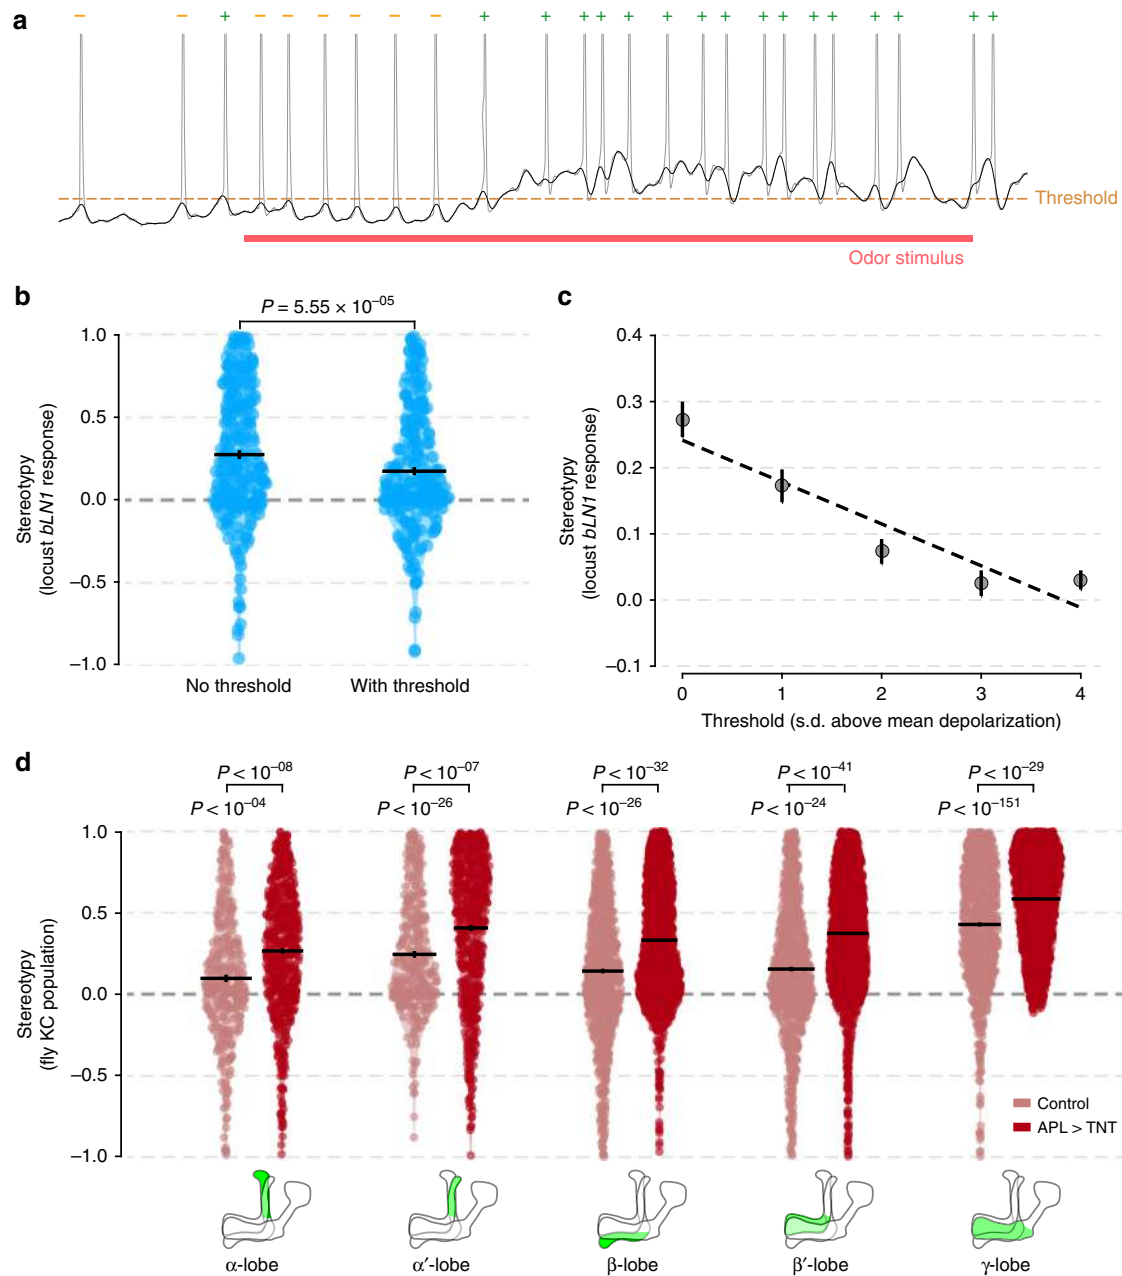 a
− − + − − − − − − + + + + + + + + + + + + + + + +
Threshold
Odor stimulus
b
P = 5.55 × 10−05
1.0
0.5
0.0
−0.5
−1.0
Stereotypy
(locust bLN1 response)
No threshold
With threshold
c
0.4
0.3
0.2
0.1
0.0
−0.1
Stereotypy
(locust bLN1 response)
0 1 2 3 4
Threshold (s.d. above mean depolarization)
d
P < 10−08 P < 10−07 P < 10−32 P < 10−41 P < 10−29
P < 10−04 P < 10−26 P < 10−26 P < 10−24 P < 10−151
1.0
0.5
0.0
−0.5
−1.0
Stereotypy
(fly KC population)
Control
APL > TNT
α-lobe α′-lobe β-lobe β′-lobe γ-lobe